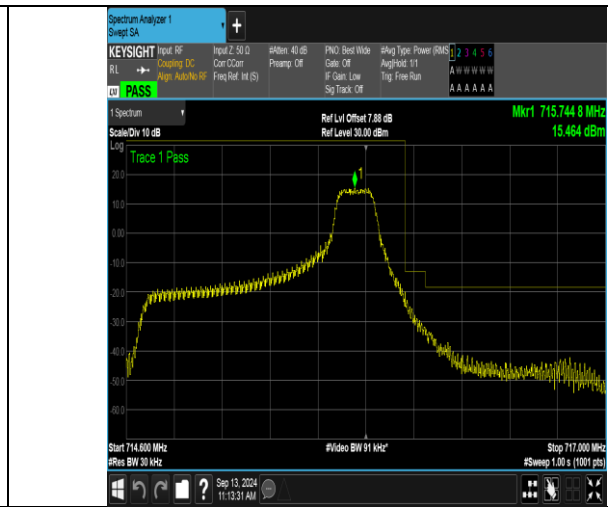 Spectrum Analyzer 1
Swept SA
+
KEYSIGHT Input: RF Input Z: 50 Ω #Atten: 40 dB PNO: Best Wide #Avg Type: Power (RMS 1 2 3 4 5 6
RL Coupling: DC Corr CCorr Preamp: Off Gate: Off Avg|Hold: 1/1 A W W W W W
Align: Auto/No RF Freq Ref: Int (S) IF Gain: Low Trig: Free Run
LXI PASS Sig Track: Off A A A A A A
1 Spectrum Ref Lvl Offset 7.88 dB Mkr1 715.744 8 MHz
Scale/Div 10 dB Ref Level 30.00 dBm 15.464 dBm
Log
Trace 1 Pass
1
20.0
10.0
0.00
-10.0
-20.0
-30.0
-40.0
-50.0
-60.0
Start 714.600 MHz #Video BW 91 kHz* Stop 717.000 MHz
#Res BW 30 kHz #Sweep 1.00 s (1001 pts)
? Sep 13, 2024
11:13:31 AM